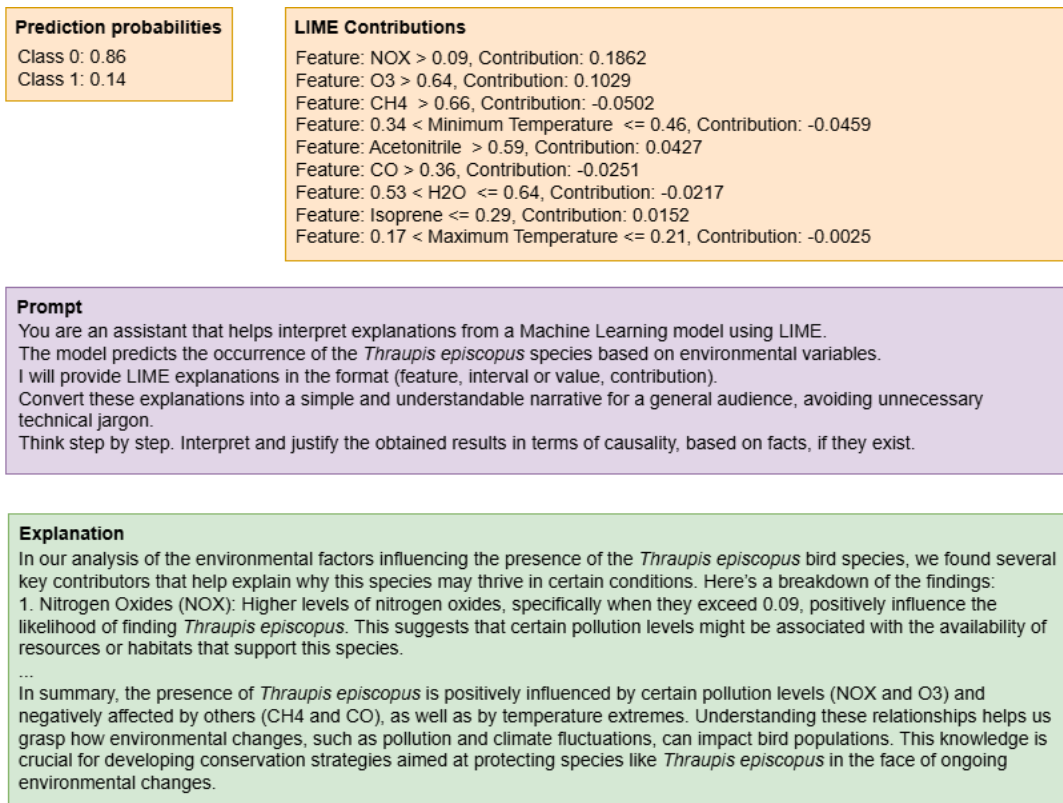 Prediction probabilities
Class 0: 0.86
Class 1: 0.14
LIME Contributions
Feature: NOX > 0.09, Contribution: 0.1862
Feature: O3 > 0.64, Contribution: 0.1029
Feature: CH4  > 0.66, Contribution: -0.0502
Feature: 0.34 < Minimum Temperature  <= 0.46, Contribution: -0.0459
Feature: Acetonitrile  > 0.59, Contribution: 0.0427
Feature: CO > 0.36, Contribution: -0.0251
Feature: 0.53 < H2O  <= 0.64, Contribution: -0.0217
Feature: Isoprene <= 0.29, Contribution: 0.0152
Feature: 0.17 < Maximum Temperature <= 0.21, Contribution: -0.0025
Prompt
You are an assistant that helps interpret explanations from a Machine Learning model using LIME.
The model predicts the occurrence of the Thraupis episcopus species based on environmental variables.
I will provide LIME explanations in the format (feature, interval or value, contribution).
Convert these explanations into a simple and understandable narrative for a general audience, avoiding unnecessary
technical jargon.
Think step by step. Interpret and justify the obtained results in terms of causality, based on facts, if they exist.
Explanation
In our analysis of the environmental factors influencing the presence of the Thraupis episcopus bird species, we found several
key contributors that help explain why this species may thrive in certain conditions. Here's a breakdown of the findings:
1. Nitrogen Oxides (NOX): Higher levels of nitrogen oxides, specifically when they exceed 0.09, positively influence the
likelihood of finding Thraupis episcopus. This suggests that certain pollution levels might be associated with the availability of
resources or habitats that support this species.
...
In summary, the presence of Thraupis episcopus is positively influenced by certain pollution levels (NOX and O3) and
negatively affected by others (CH4 and CO), as well as by temperature extremes. Understanding these relationships helps us
grasp how environmental changes, such as pollution and climate fluctuations, can impact bird populations. This knowledge is
crucial for developing conservation strategies aimed at protecting species like Thraupis episcopus in the face of ongoing
environmental changes.